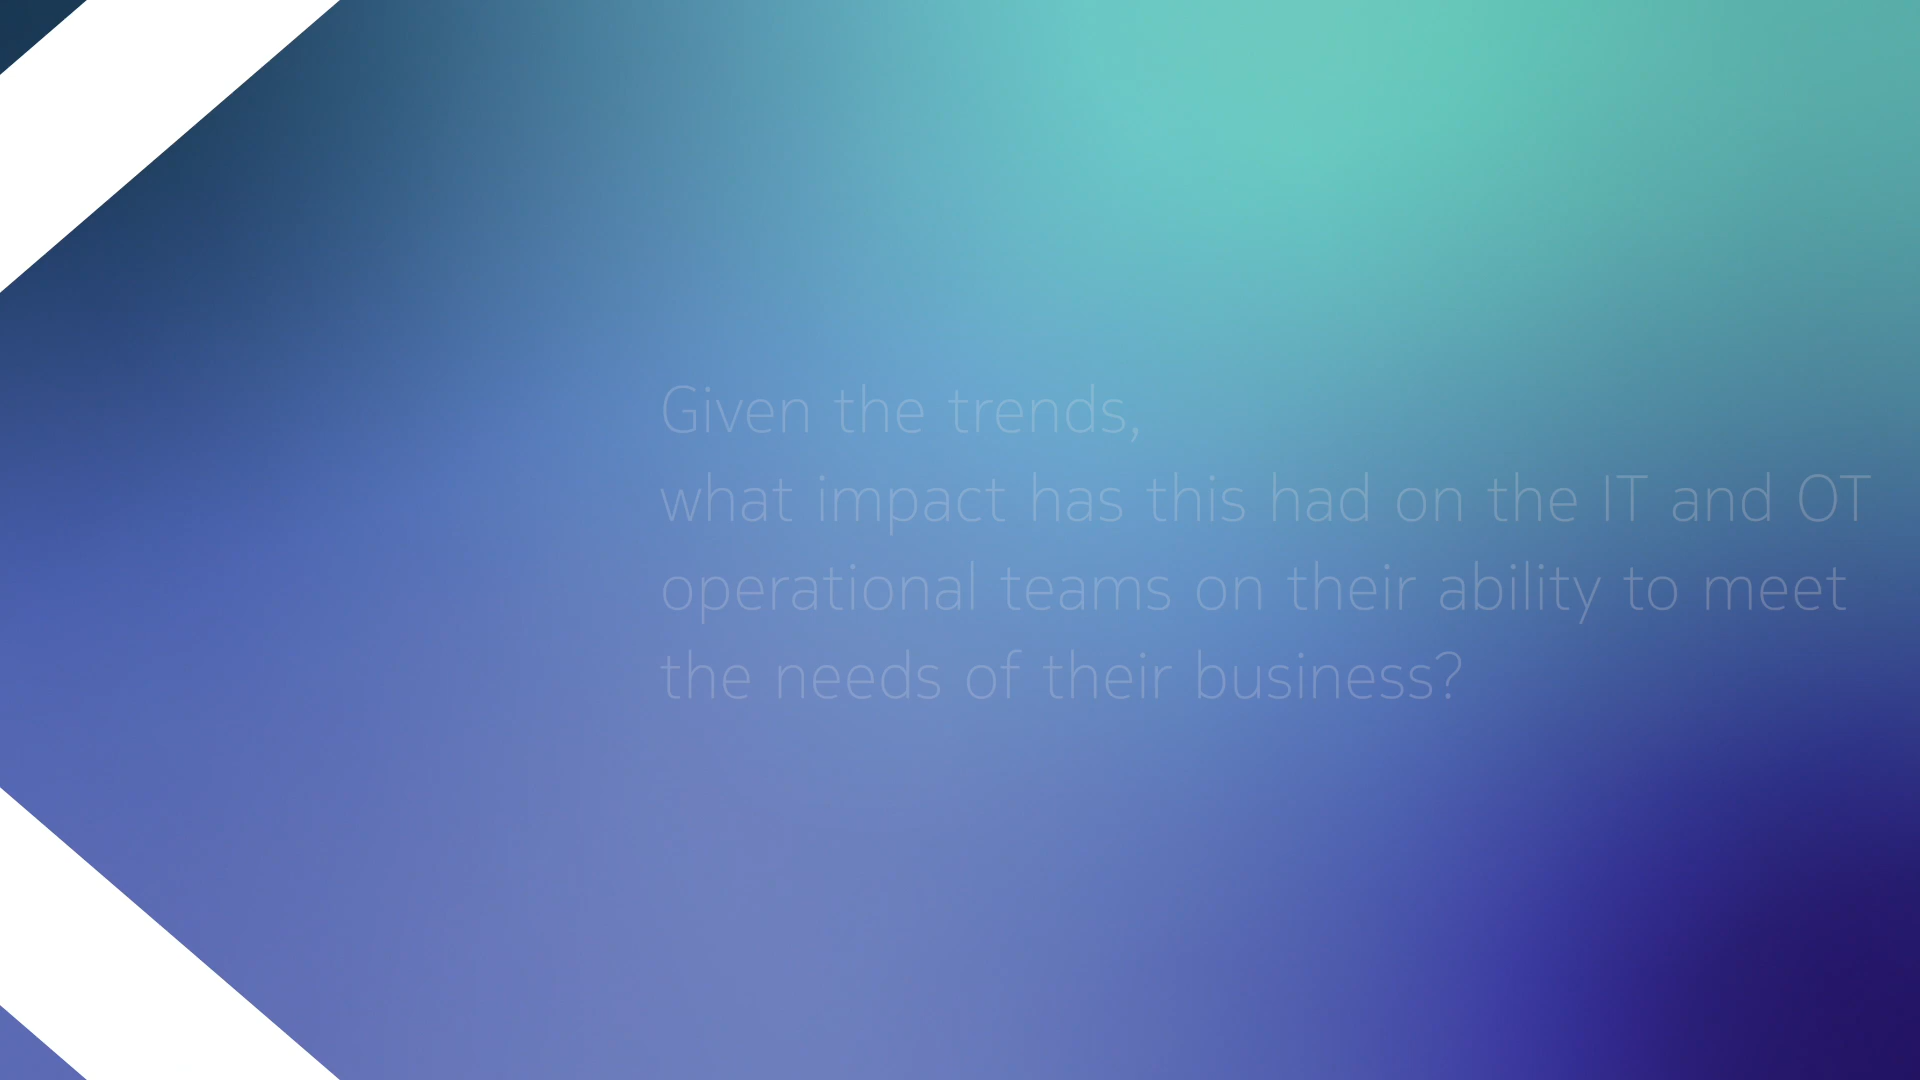 Given the trends,
what impact has this had on the IT and OT
operational teams on their ability to meet
the needs of their business?